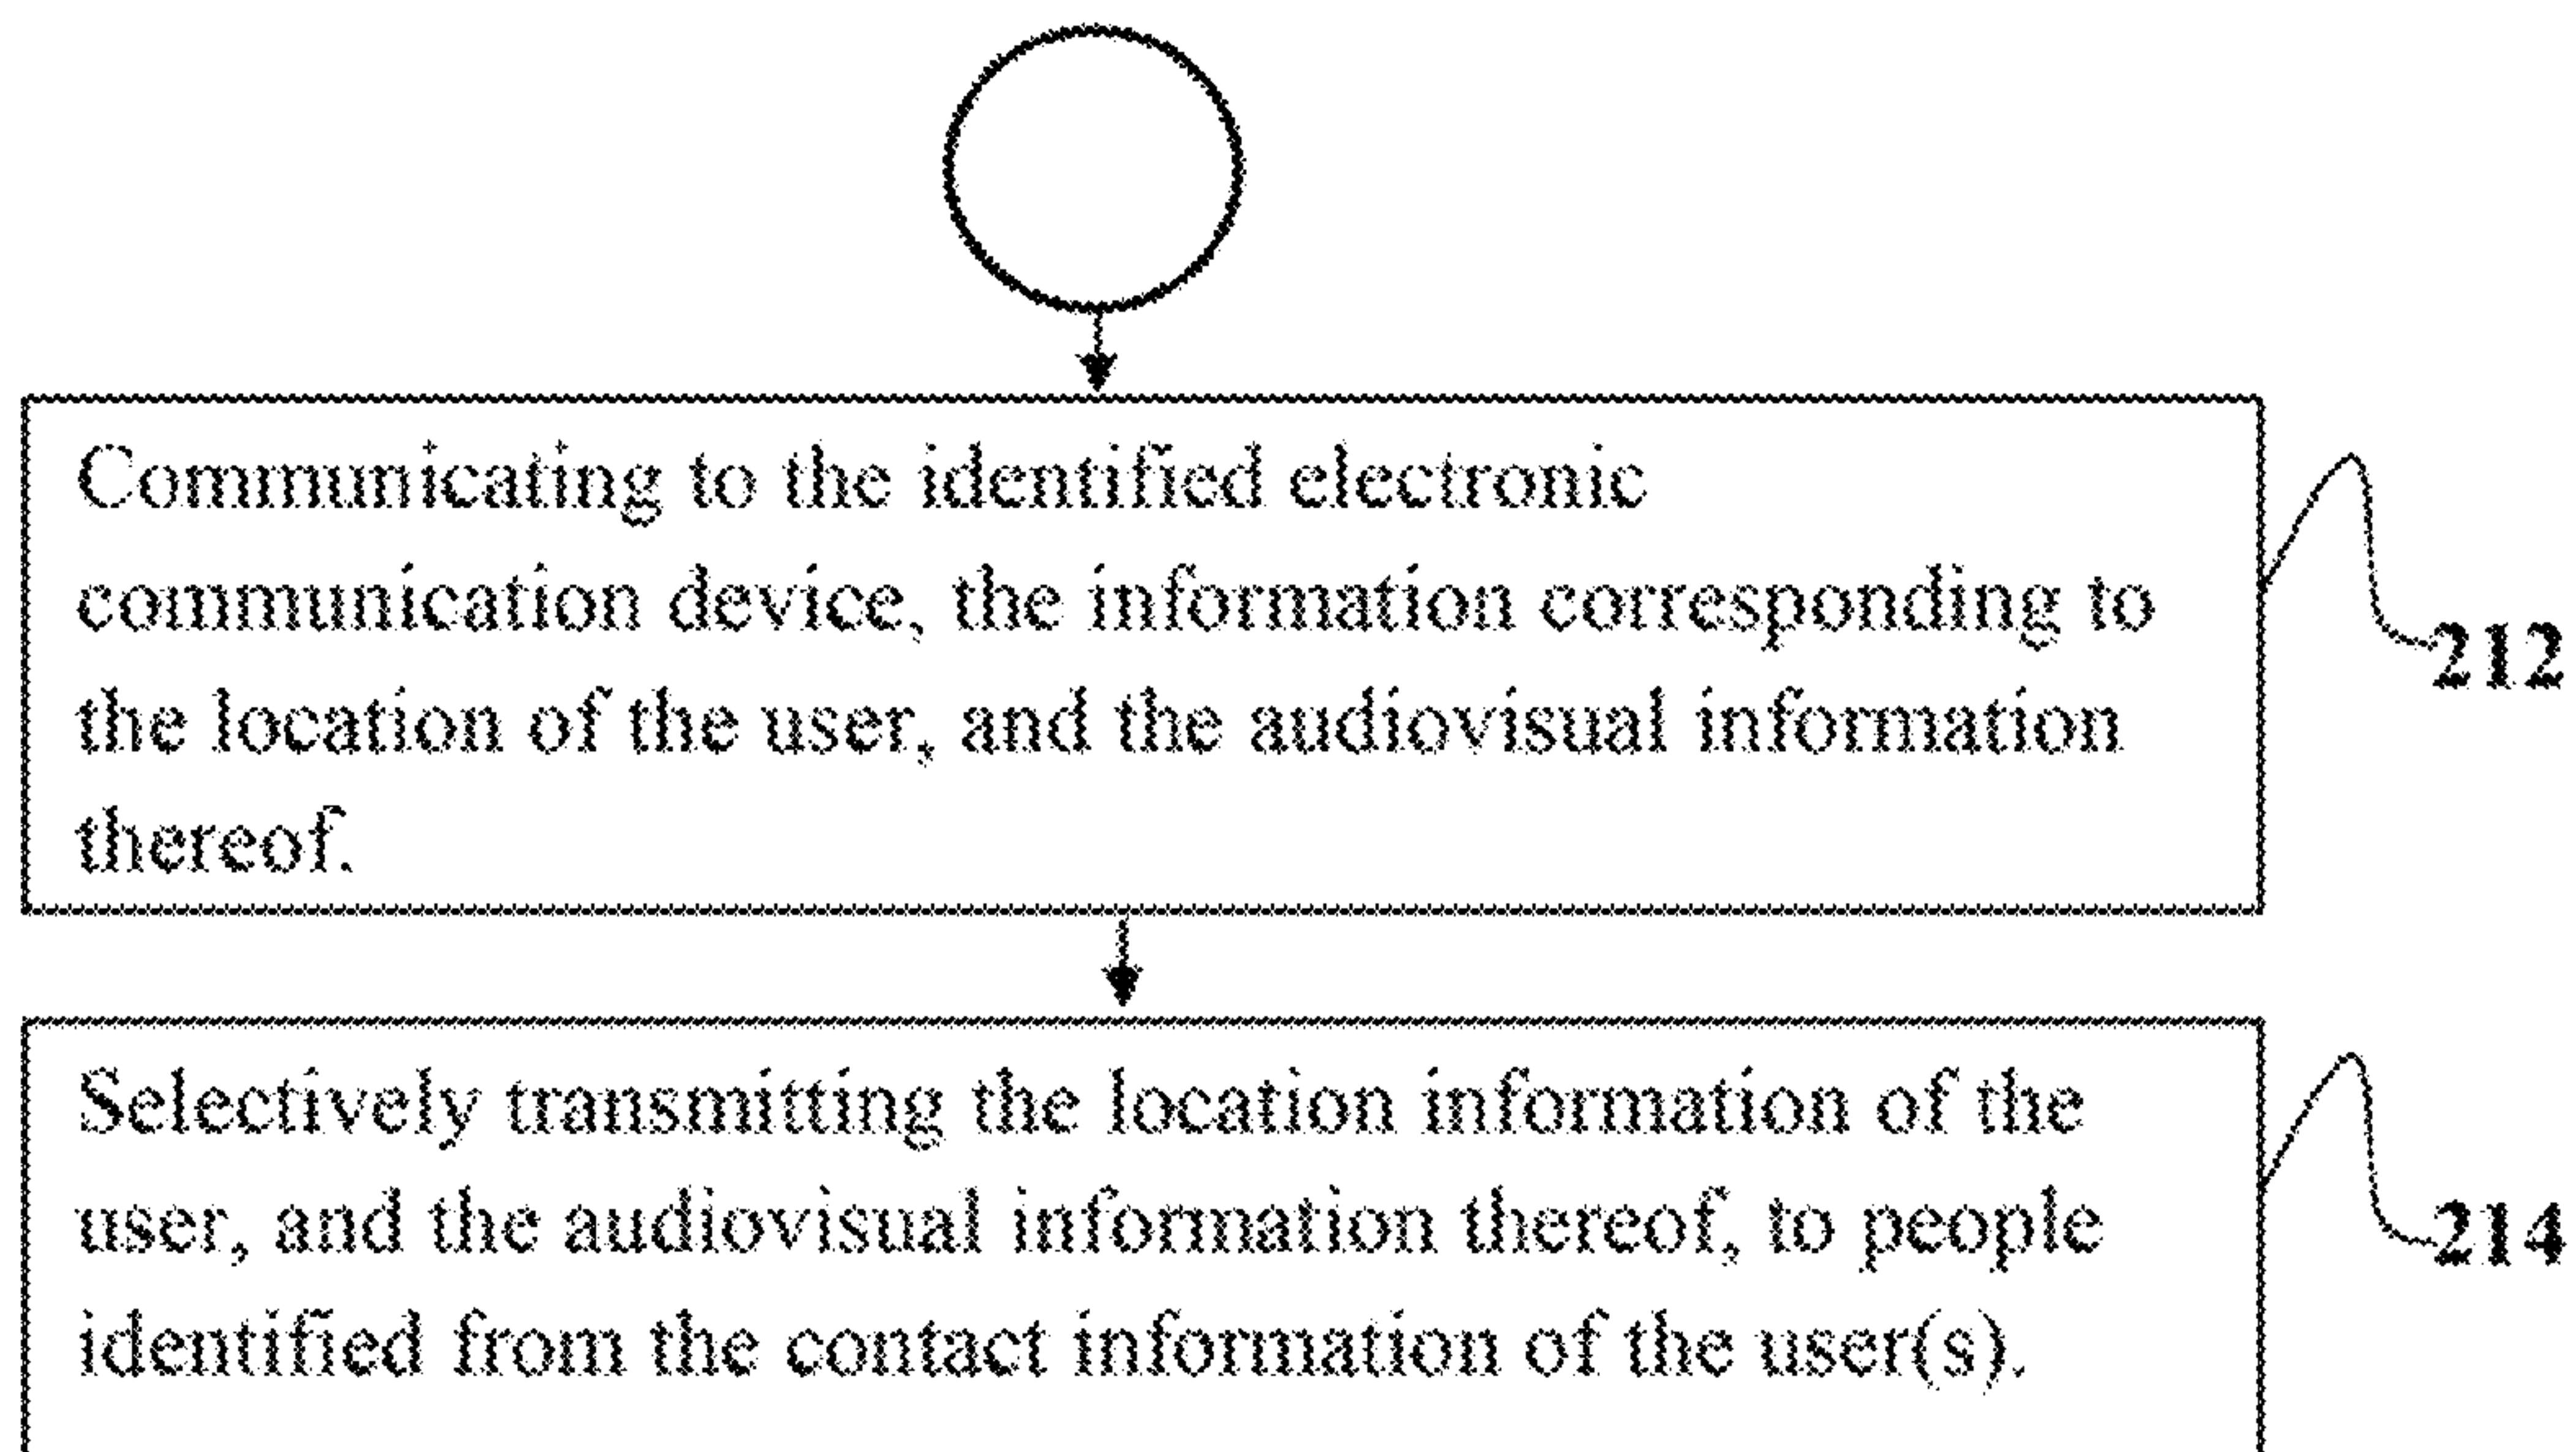 Communicating to the identified electronic
communication device, the information corresponding to
the location of the user, and the audiovisual information
thereof.
212
Selectively transmitting the location information of the
user, and the audiovisual information thereof, to people
identified from the contact information of the user(s).
214